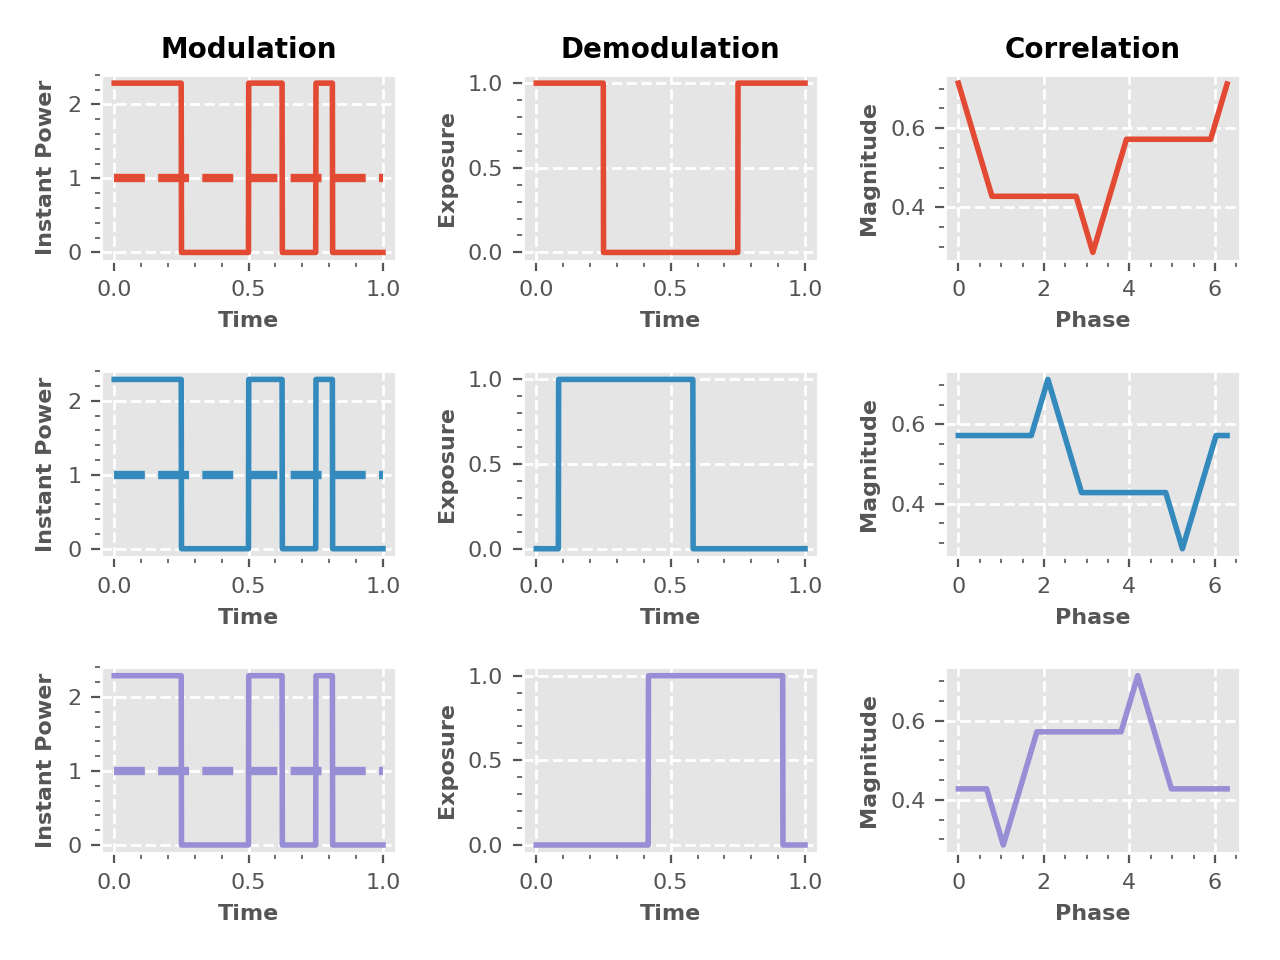 Modulation Demodulation Correlation
Instant Power Exposure Magnitude
2 1.0 0.6
1 0.5 0.4
0 0.0
0.0 0.5 1.0 0.0 0.5 1.0 0 2 4 6
Time Time Phase
Instant Power Exposure Magnitude
2 1.0 0.6
1 0.5 0.4
0 0.0
0.0 0.5 1.0 0.0 0.5 1.0 0 2 4 6
Time Time Phase
Instant Power Exposure Magnitude
2 1.0 0.6
1 0.5 0.4
0 0.0
0.0 0.5 1.0 0.0 0.5 1.0 0 2 4 6
Time Time Phase